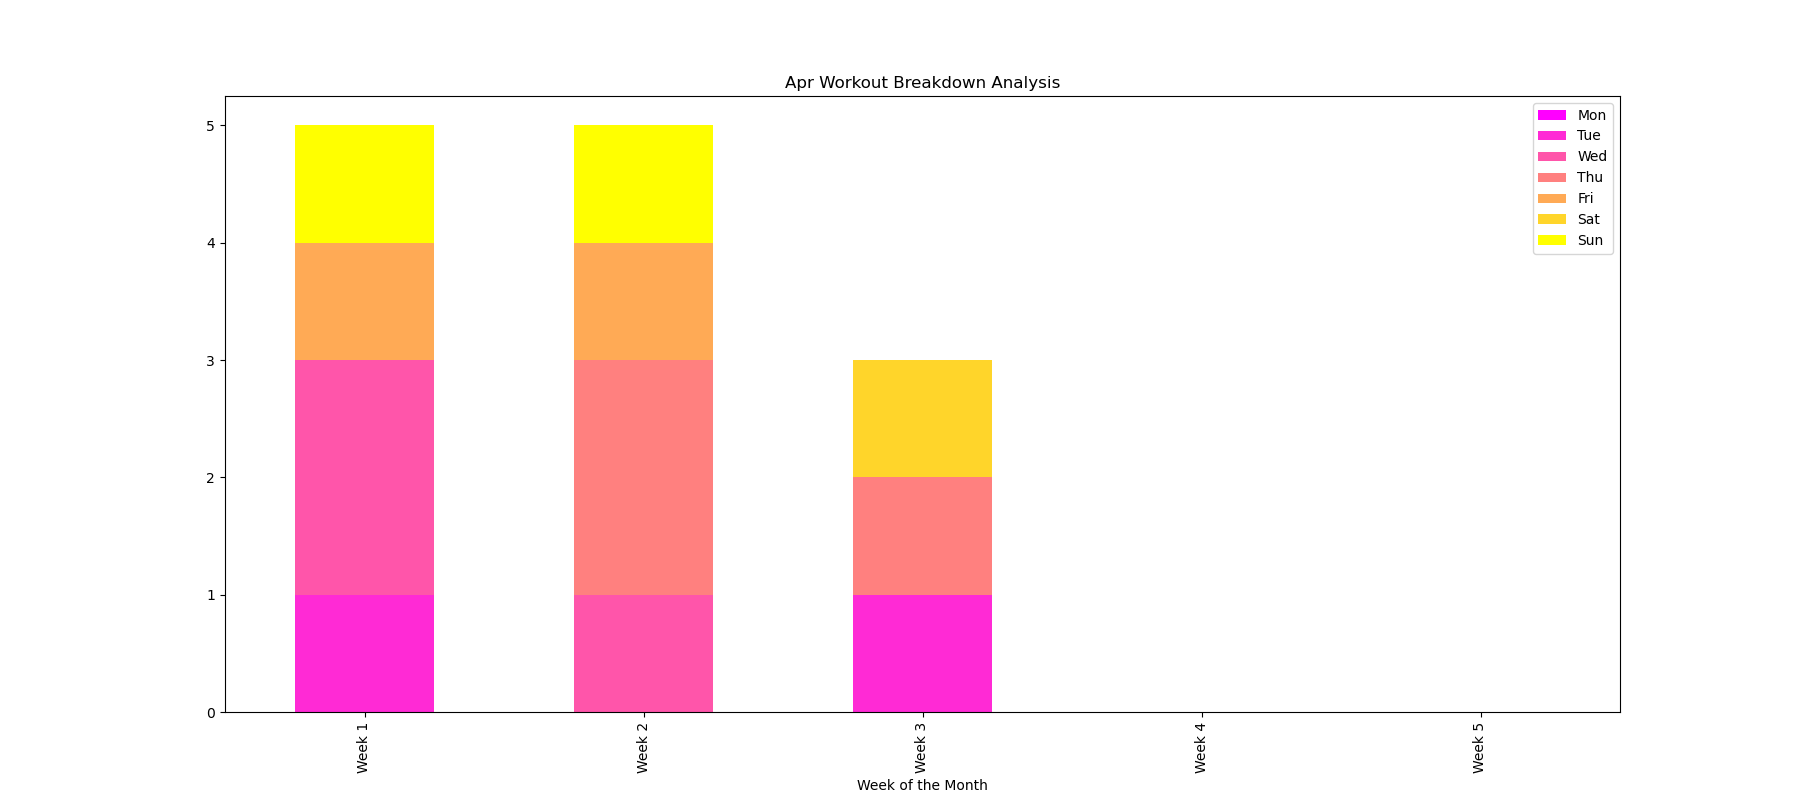 Apr Workout Breakdown Analysis
5
4
3
2
1
0
Mon
Tue
Wed
Thu
Fri
Sat
Sun
Week 1
Week 2
Week 3
Week 4
Week 5
Week of the Month